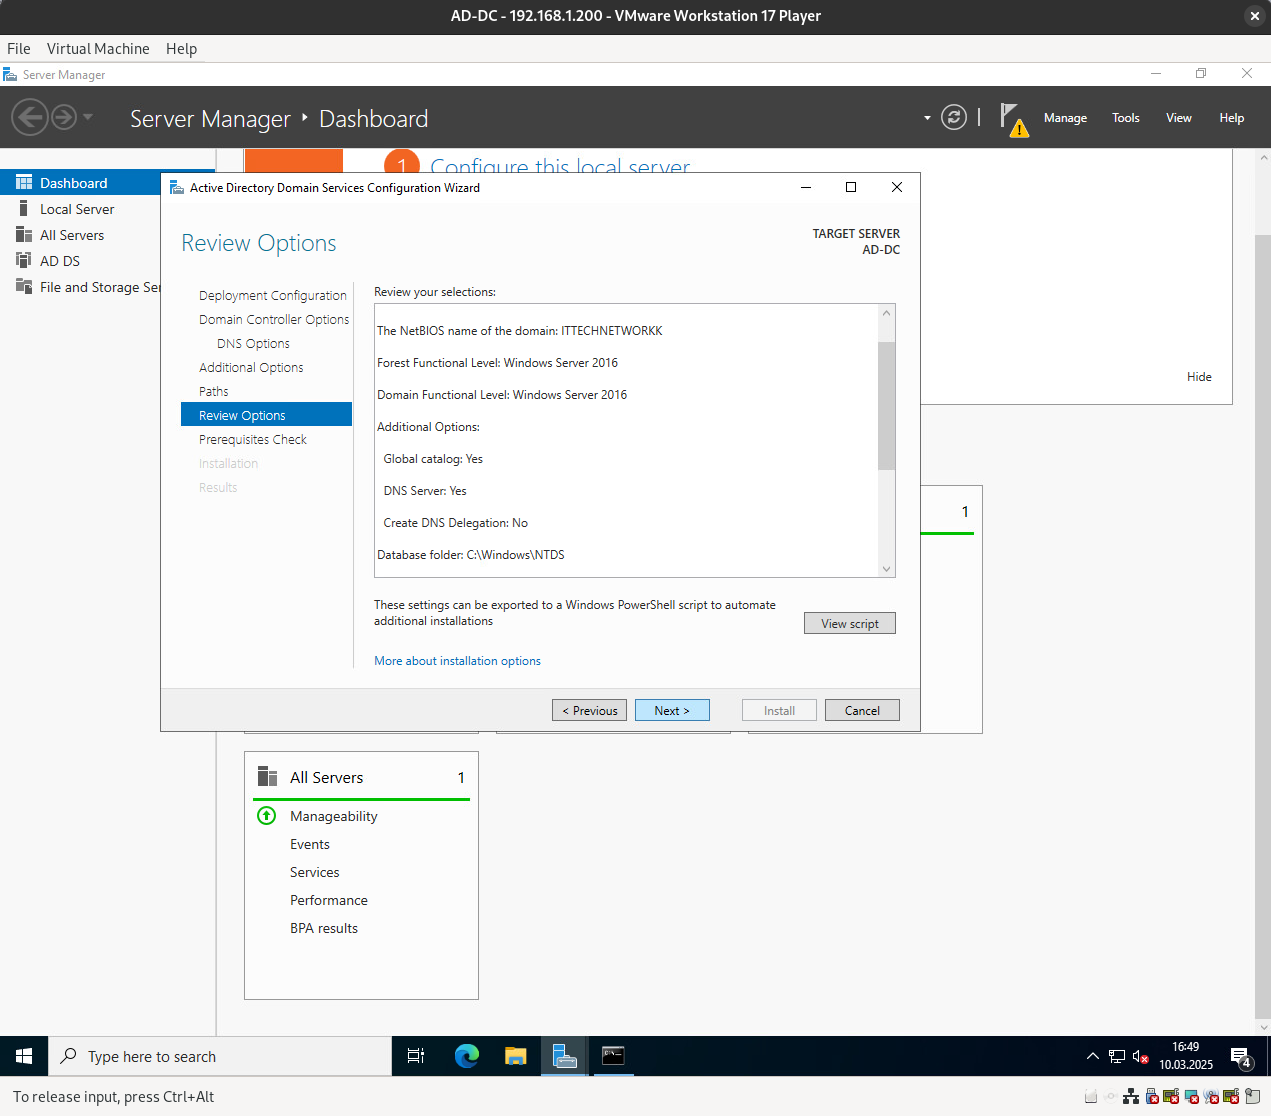 AD-DC - 192.168.1.200 - VMware Workstation 17 Player
File Virtual Machine Help
Server Manager
Server Manager Dashboard
Manage Tools View Help
1 Configure this local server
Dashboard
Local Server
All Servers
AD DS
File and Storage Ser
Hide
1
Active Directory Domain Services Configuration Wizard
Review Options
TARGET SERVER
AD-DC
Deployment Configuration
Domain Controller Options
DNS Options
Additional Options
Paths
Review Options
Prerequisites Check
Installation
Results
Review your selections:
The NetBIOS name of the domain: ITTECHNETWORKK
Forest Functional Level: Windows Server 2016
Domain Functional Level: Windows Server 2016
Additional Options:
Global catalog: Yes
DNS Server: Yes
Create DNS Delegation: No
Database folder: C:\Windows\NTDS
These settings can be exported to a Windows PowerShell script to automate
additional installations
View script
More about installation options
< Previous
Next >
Install
Cancel
All Servers 1
Manageability
Events
Services
Performance
BPA results
Type here to search
16:49
10.03.2025
4
To release input, press Ctrl+Alt